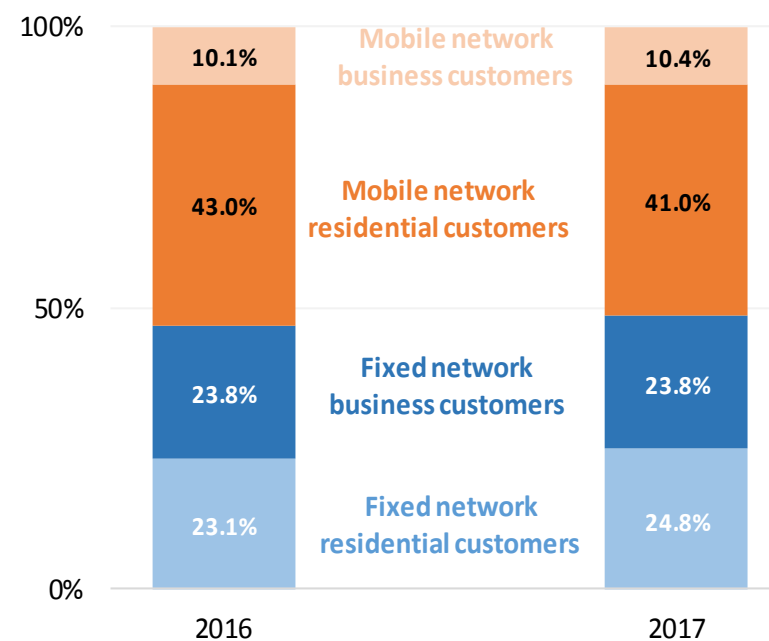 100%
10.1%
Mobile network
business customers
10.4%
43.0%
Mobile network
residential customers
41.0%
50%
23.8%
Fixed network
business customers
23.8%
23.1%
Fixed network
residential customers
24.8%
0%
2016
2017